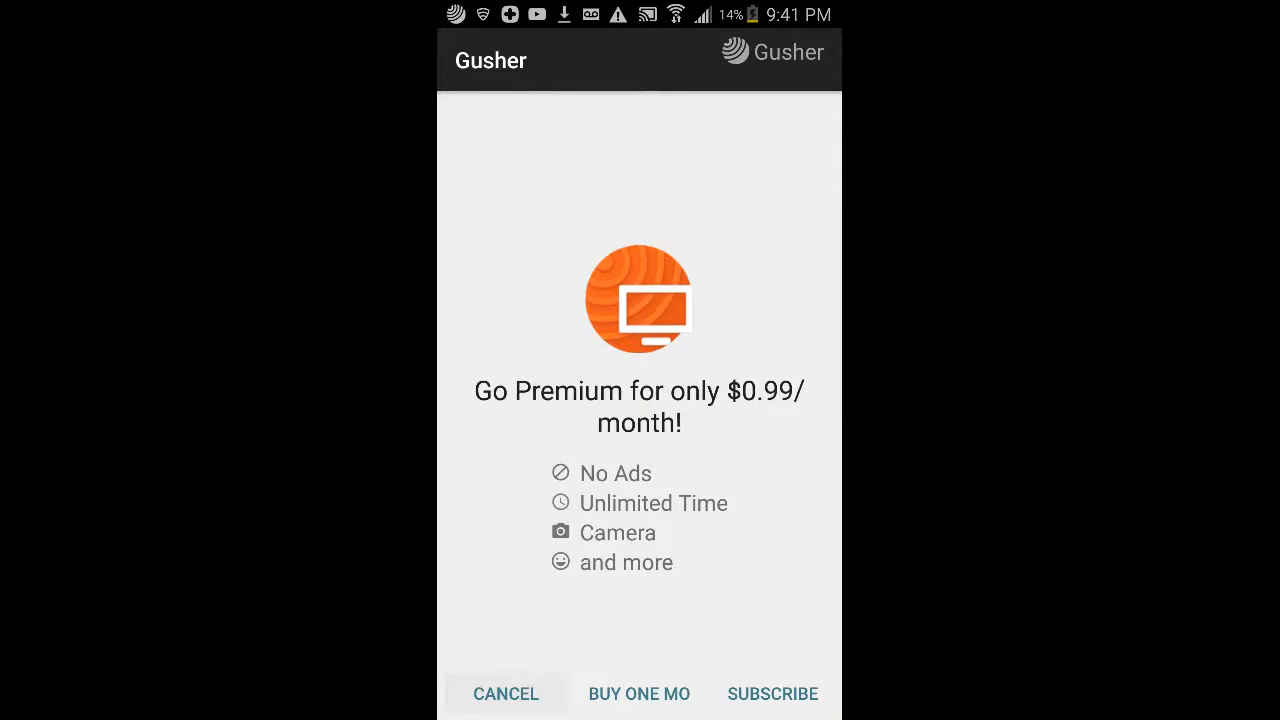 14% 9:41 PM
Gusher
Gusher
Go Premium for only $0.99/
month!
No Ads
Unlimited Time
Camera
and more
CANCEL BUY ONE MO SUBSCRIBE